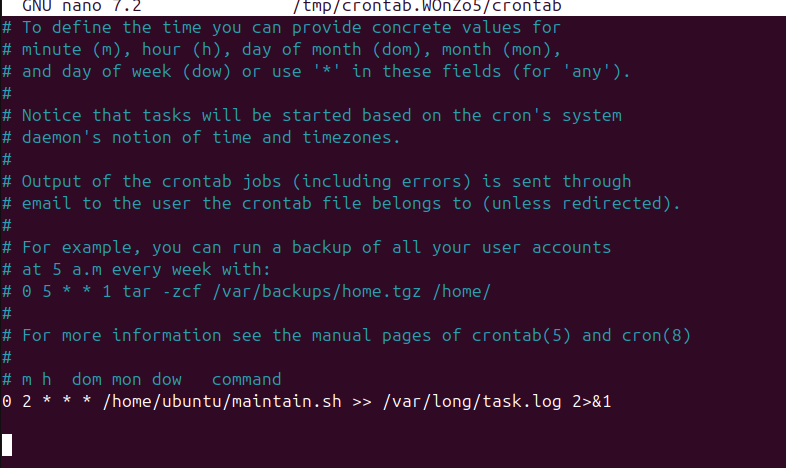 GNU nano 7.2 /tmp/crontab.WOnZo5/crontab
# To define the time you can provide concrete values for
# minute (m), hour (h), day of month (dom), month (mon),
# and day of week (dow) or use '*' in these fields (for 'any').
#
# Notice that tasks will be started based on the cron's system
# daemon's notion of time and timezones.
#
# Output of the crontab jobs (including errors) is sent through
# email to the user the crontab file belongs to (unless redirected).
#
# For example, you can run a backup of all your user accounts
# at 5 a.m every week with:
# 0 5 * * 1 tar -zcf /var/backups/home.tgz /home/
#
# For more information see the manual pages of crontab(5) and cron(8)
#
# m h  dom mon dow   command
0 2 * * * /home/ubuntu/maintain.sh >> /var/long/task.log 2>&1